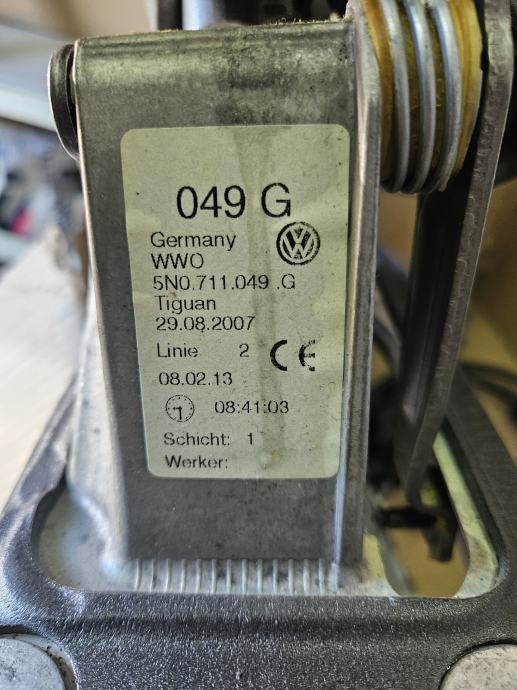 049 G
Germany
WWO
5N0.711.049 .G
Tiguan
29.08.2007
Linie 2 CE
08.02.13
08:41:03
Schicht: 1
Werker: